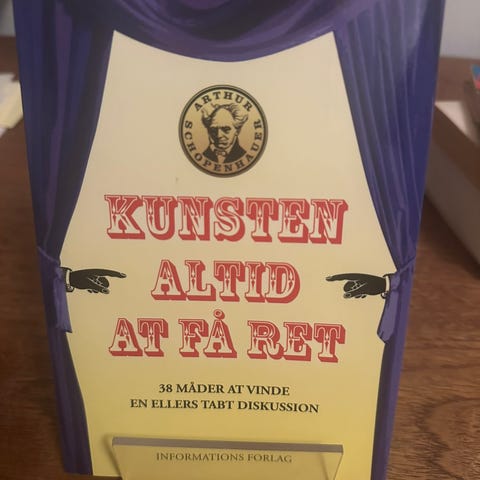 ARTHUR
SCHOPENHAUER
KUNSTEN
ALTID
AT FÅ RET
38 MÅDER AT VINDE
EN ELLERS TABT DISKUSSION
INFORMATIONS FORLAG